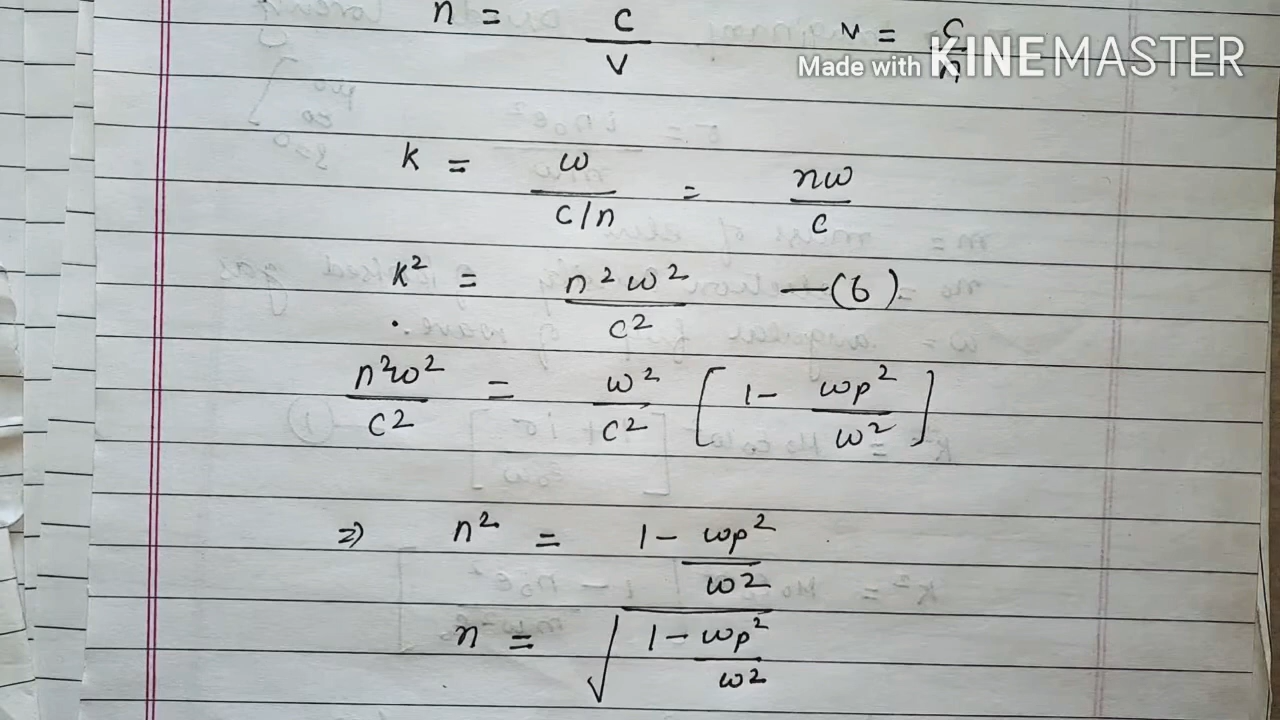 n = c/v v = c/n
Made with KINEMASTER
k = ω/(c/n) = nω/c
k² = n²ω²/c² —(6)
n²ω²/c² = ω²/c² [1 - ωp²/ω²]
⇒ n² = 1 - ωp²/ω²
n = √(1 - ωp²/ω²)